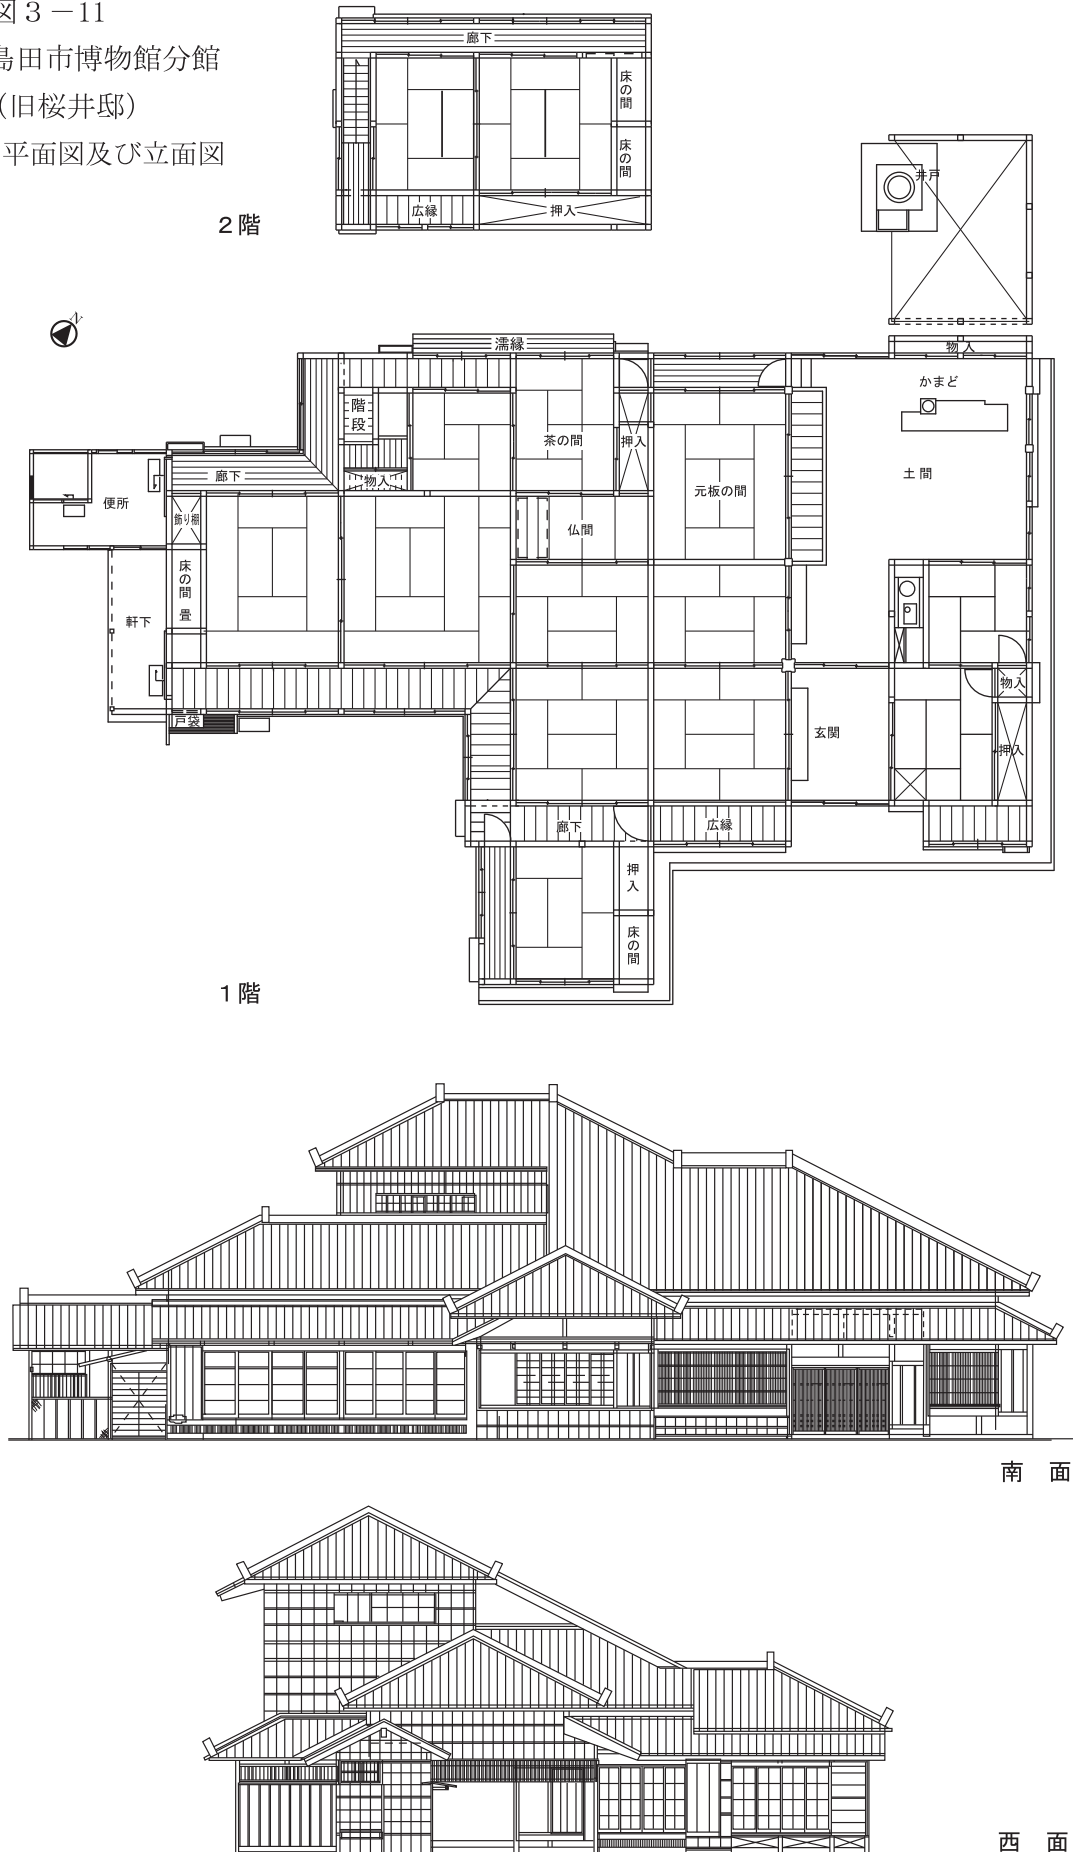 図３－11
島田市博物館分館
（旧桜井邸）
平面図及び立面図
廊下
床の間
床の間
広縁
押入
２階
井戸
N
濡縁
物入
かまど
階段
茶の間
押入
土間
廊下
物入
元板の間
便所
飾り棚
仏間
床の間
畳
軒下
物入
戸袋
玄関
押入
廊下
広縁
押入
床の間
１階
南面
西面